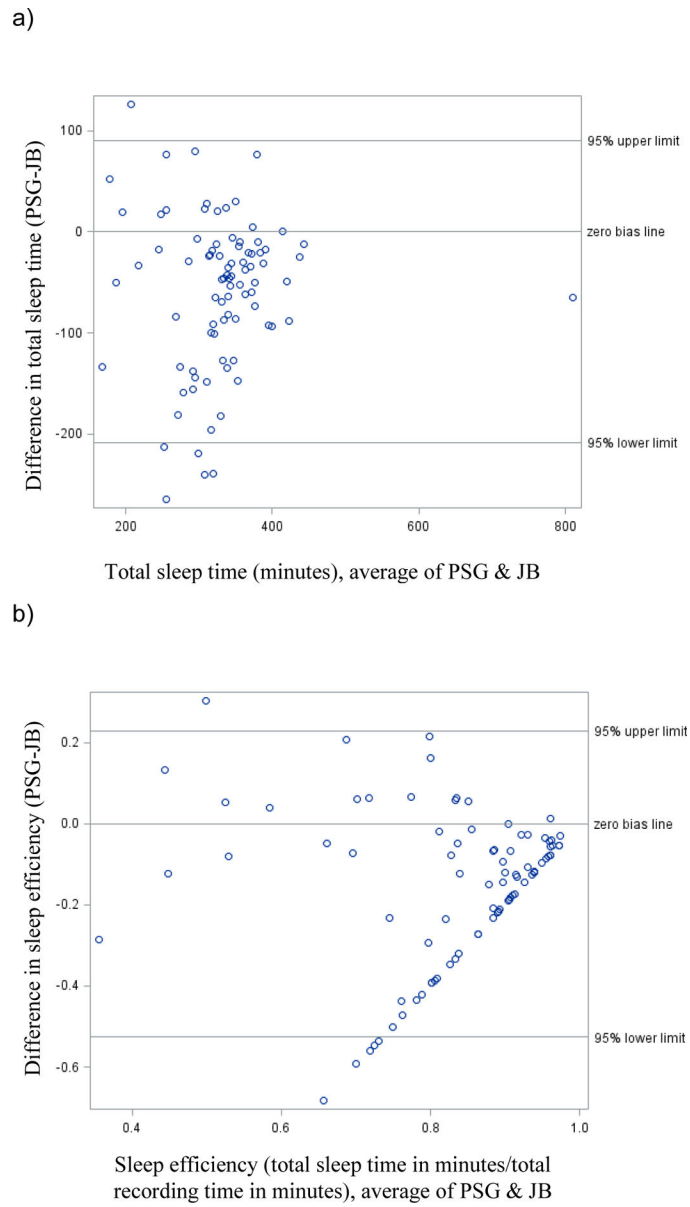 a)
Difference in total sleep time (PSG-JB)
100
0
-100
-200
95% upper limit
zero bias line
95% lower limit
200
400
600
800
Total sleep time (minutes), average of PSG & JB
b)
Difference in sleep efficiency (PSG-JB)
0.2
0.0
-0.2
-0.4
-0.6
95% upper limit
zero bias line
95% lower limit
0.4
0.6
0.8
1.0
Sleep efficiency (total sleep time in minutes/total
recording time in minutes), average of PSG & JB